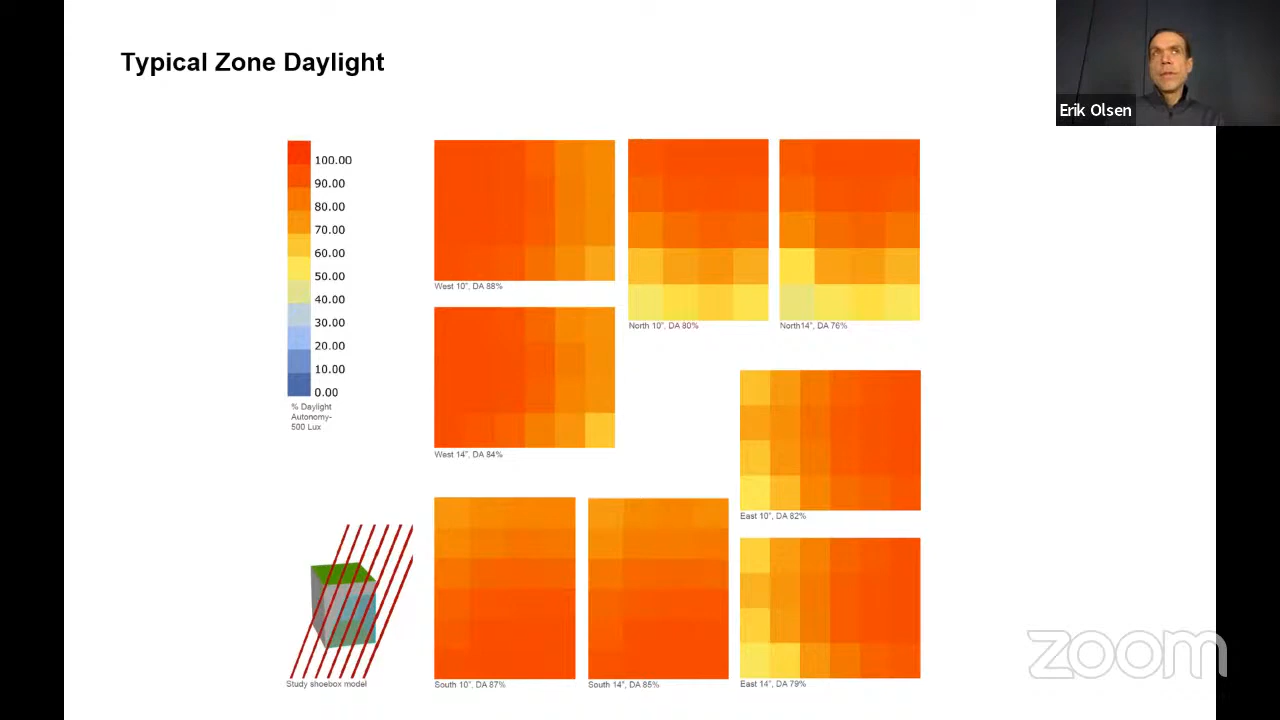 Typical Zone Daylight
Erik Olsen
100.00
90.00
80.00
70.00
60.00
50.00
40.00
30.00
20.00
10.00
0.00
% Daylight
Autonomy-
500 Lux
West 10", DA 88%
North 10", DA 80%
North14", DA 76%
West 14", DA 84%
East 10", DA 82%
South 10", DA 87%
South 14", DA 85%
East 14", DA 79%
Study shoebox model
zoom